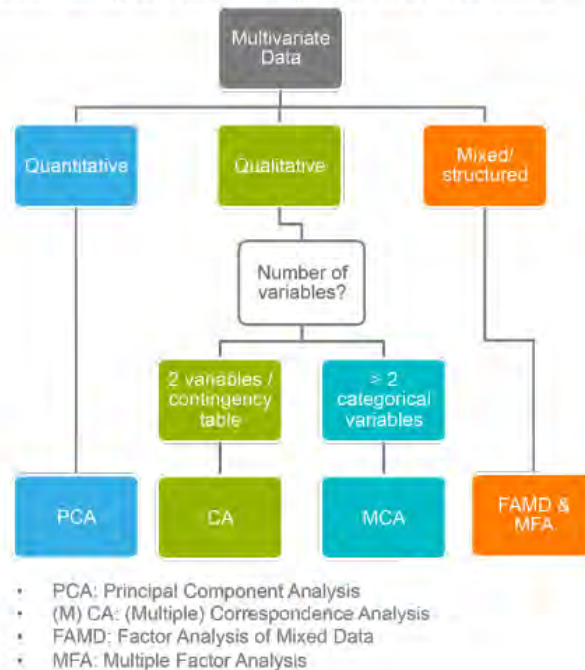 Multivariate
Data
Quantitative
Qualitative
Mixed/
structured
Number of
variables?
2 variables /
contingency
table
> 2
categorical
variables
PCA
CA
MCA
FAMD &
MFA
• PCA: Principal Component Analysis
• (M) CA: (Multiple) Correspondence Analysis
• FAMD: Factor Analysis of Mixed Data
• MFA: Multiple Factor Analysis